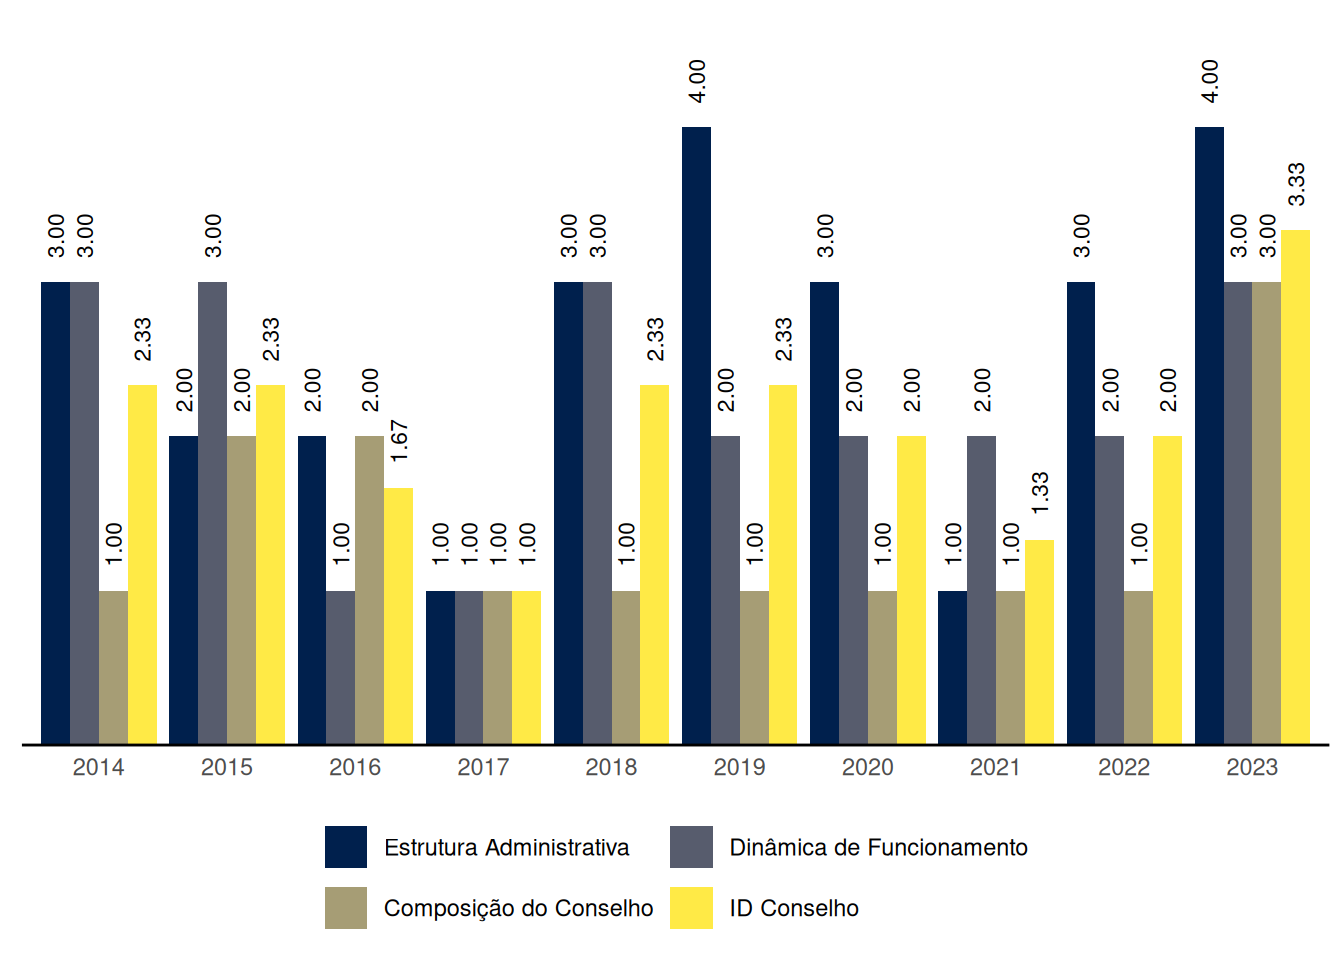 4.00 4.00
3.33
3.00 3.00 3.00 3.00 3.00 3.00 3.00 3.00 3.00
2.33 2.33 2.33 2.33
2.00 2.00 2.00 2.00 2.00 2.00 2.00 2.00 2.00 2.00
1.67
1.33
1.00 1.00 1.00 1.00 1.00 1.00 1.00 1.00 1.00 1.00 1.00 1.00
2014 2015 2016 2017 2018 2019 2020 2021 2022 2023
Estrutura Administrativa Dinâmica de Funcionamento
Composição do Conselho ID Conselho